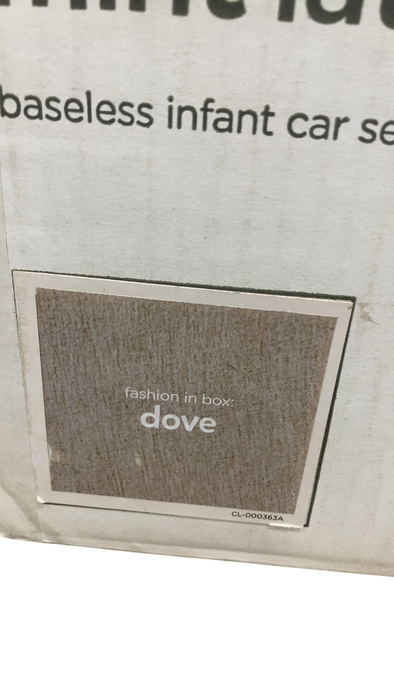 baseless infant car se
fashion in box:
dove
CL-000363A